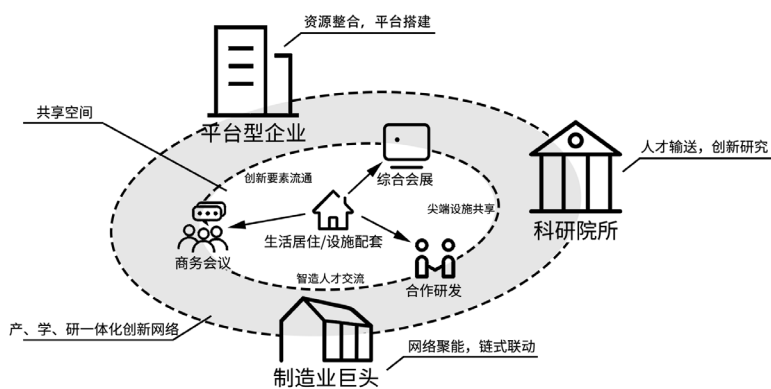 资源整合，平台搭建
共享空间
平台型企业
人才输送，创新研究
综合会展
创新要素流通
尖端设施共享
科研院所
生活居住/设施配套
商务会议
智造人才交流
合作研发
产、学、研一体化创新网络
网络聚能，链式联动
制造业巨头